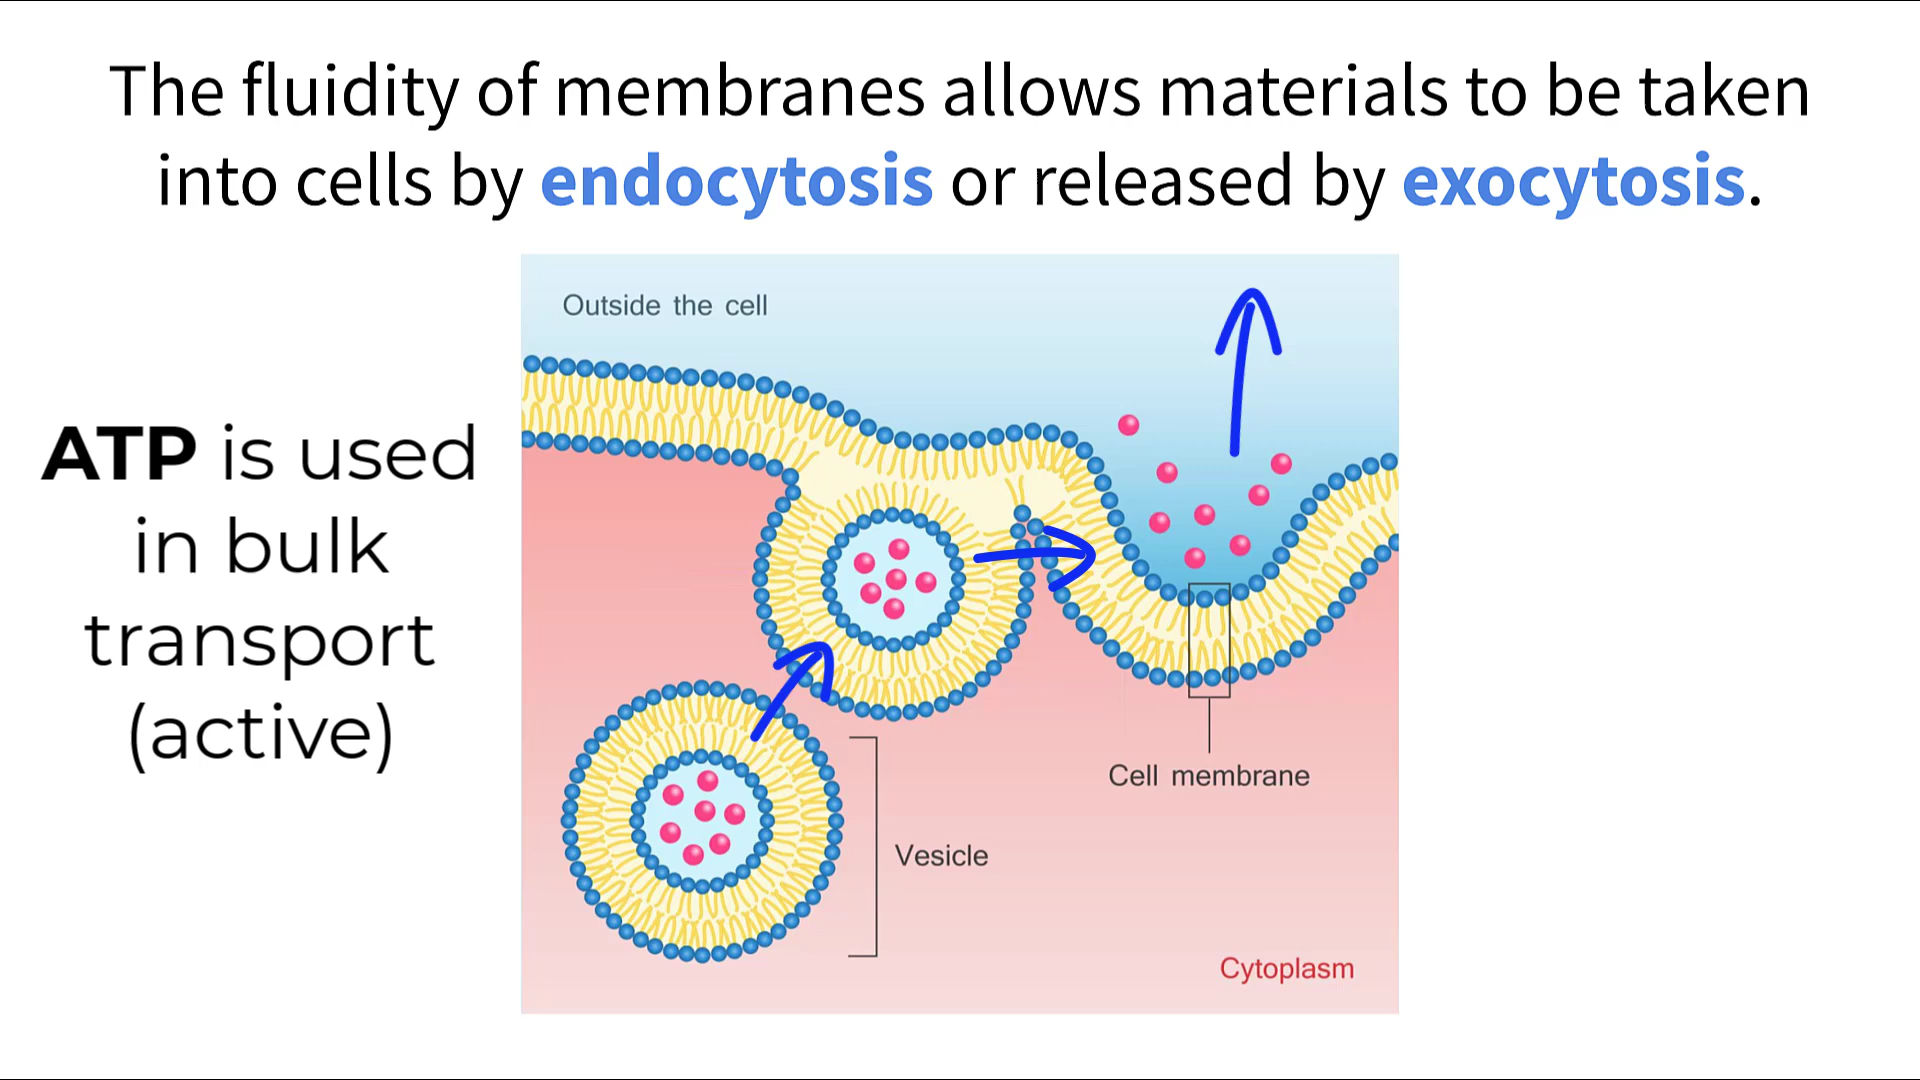 The fluidity of membranes allows materials to be taken
into cells by endocytosis or released by exocytosis.
Outside the cell
ATP is used
in bulk
transport
(active)
Cell membrane
Vesicle
Cytoplasm